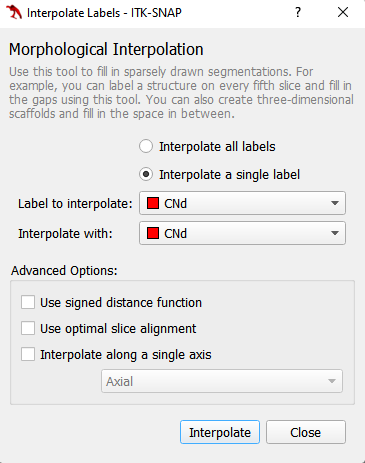 Interpolate Labels - ITK-SNAP
?
Morphological Interpolation
Use this tool to fill in sparsely drawn segmentations. For
example, you can label a structure on every fifth slice and fill in
the gaps using this tool. You can also create three-dimensional
scaffolds and fill in the space in between.
Interpolate all labels
Interpolate a single label
Label to interpolate: CNd
Interpolate with: CNd
Advanced Options:
Use signed distance function
Use optimal slice alignment
Interpolate along a single axis
Axial
Interpolate Close